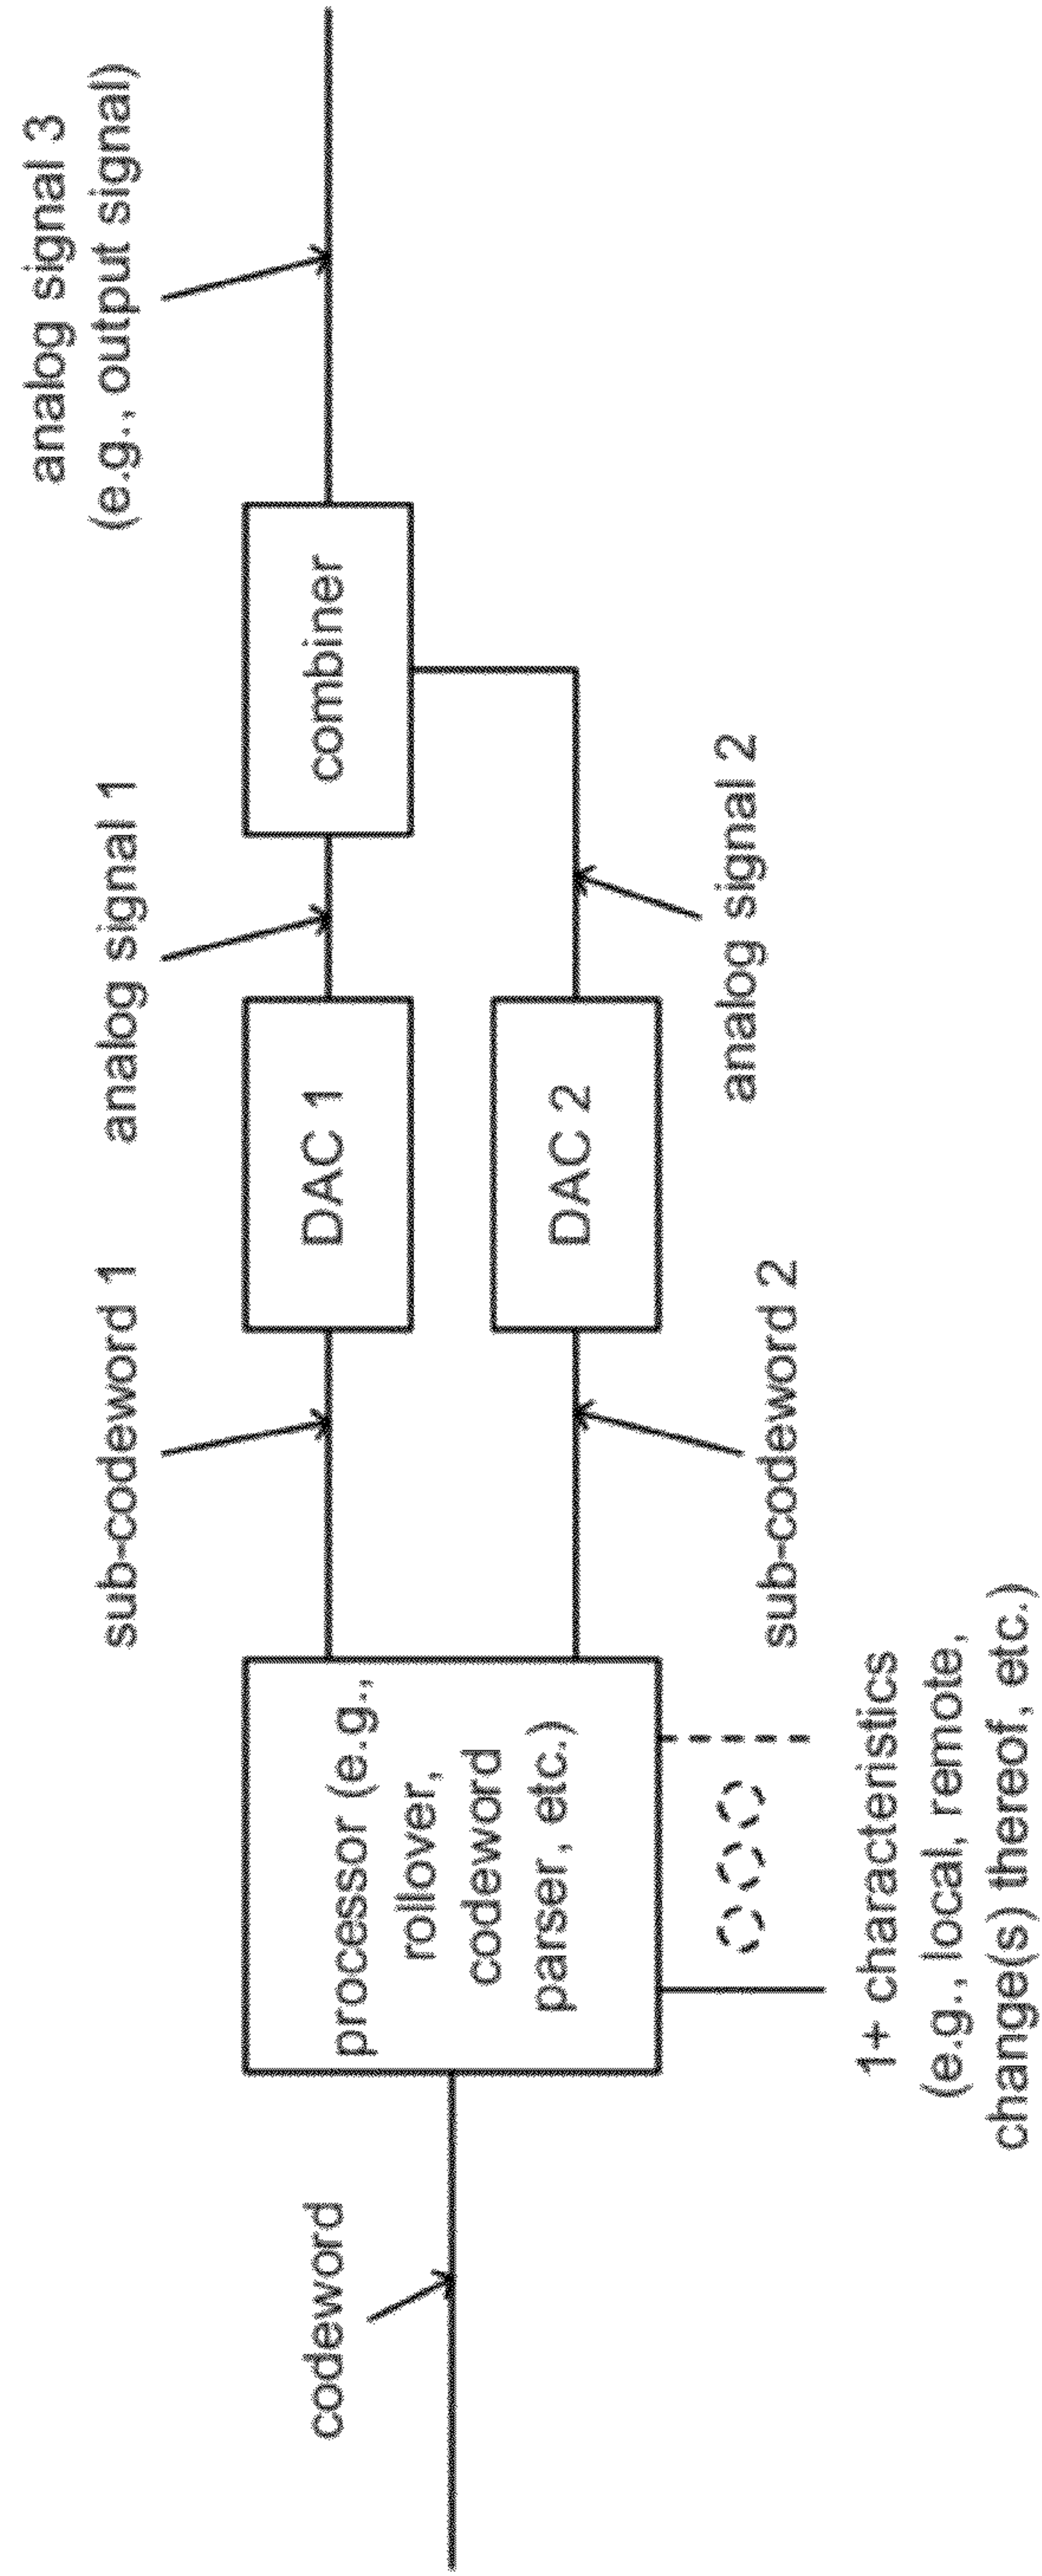 codeword
processor (e.g.,
rollover,
codeword
parser, etc.)
1+ characteristics
(e.g., local, remote,
change(s) thereof, etc.)
sub-codeword 1
sub-codeword 2
DAC 1
DAC 2
analog signal 1
analog signal 2
combiner
analog signal 3
(e.g., output signal)